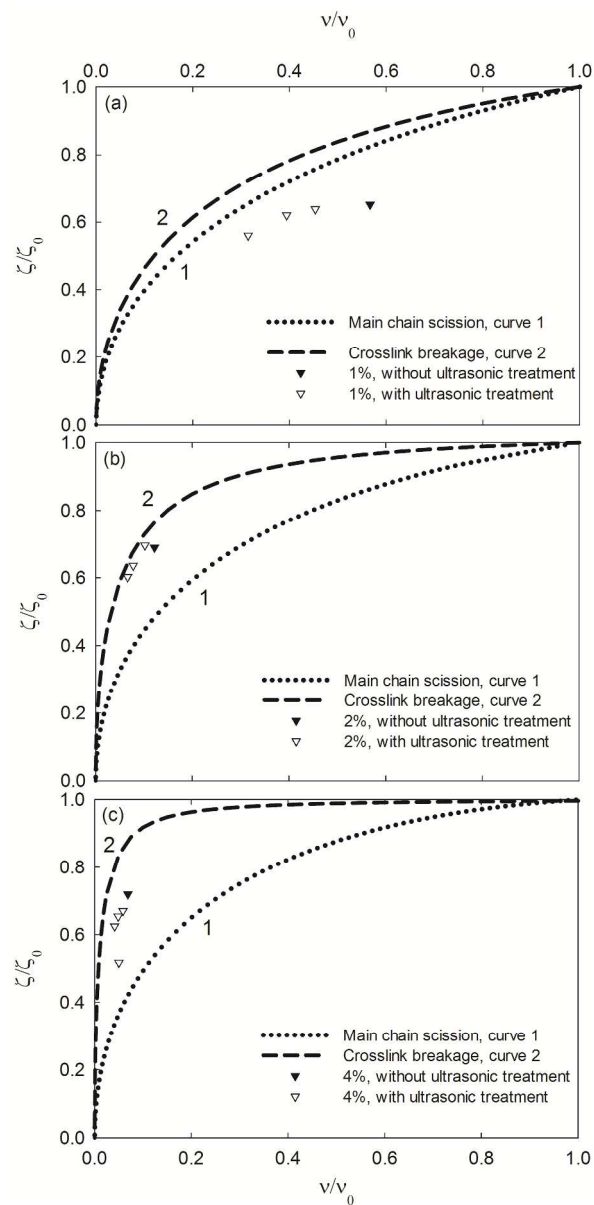 ν/ν₀
0.0 0.2 0.4 0.6 0.8 1.0
1.0
(a)
0.8
2
0.6
ζ/ζ₀
1
0.4
Main chain scission, curve 1
Crosslink breakage, curve 2
0.2
1%, without ultrasonic treatment
1%, with ultrasonic treatment
0.0
1.0
(b)
2
0.8
0.6
ζ/ζ₀
1
0.4
Main chain scission, curve 1
Crosslink breakage, curve 2
0.2
2%, without ultrasonic treatment
2%, with ultrasonic treatment
0.0
1.0
(c)
2
0.8
0.6
1
ζ/ζ₀
0.4
Main chain scission, curve 1
Crosslink breakage, curve 2
0.2
4%, without ultrasonic treatment
4%, with ultrasonic treatment
0.0
0.0 0.2 0.4 0.6 0.8 1.0
ν/ν₀